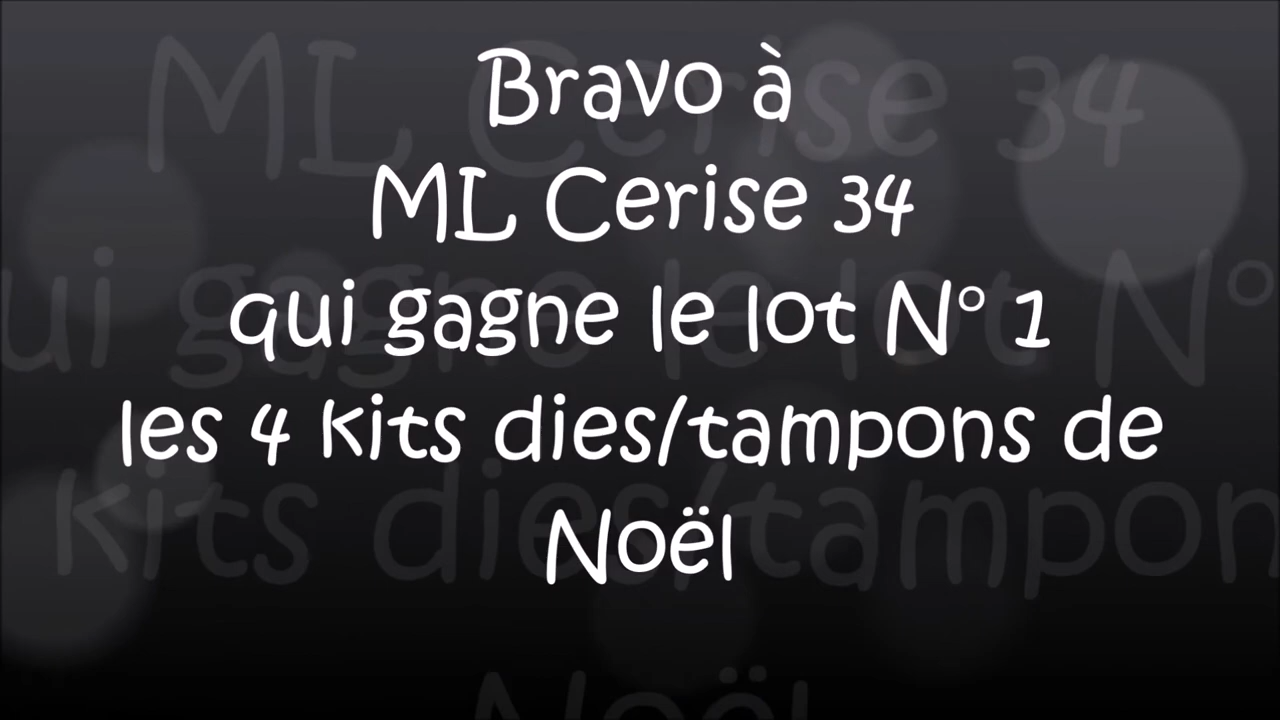 Bravo à
ML Cerise 34
qui gagne le lot N° 1
les 4 kits dies/tampons de
Noël